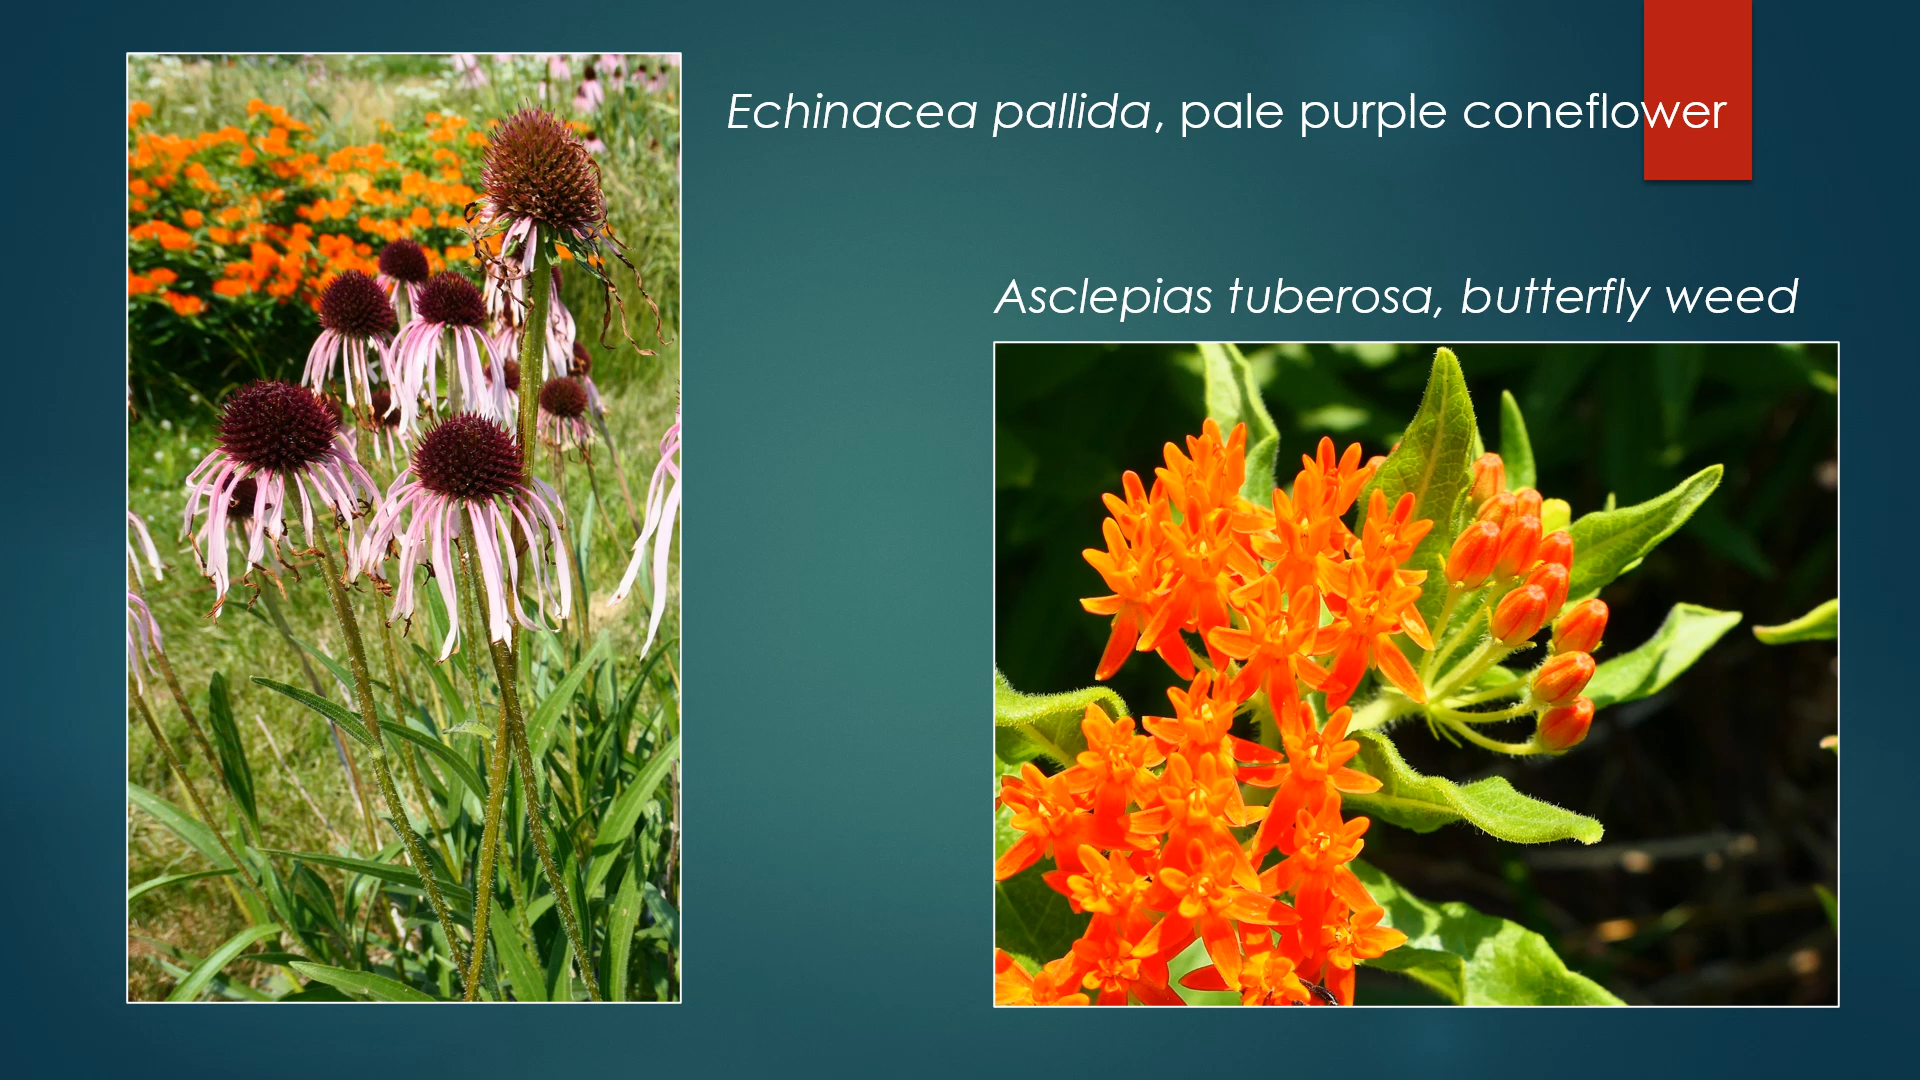 Echinacea pallida, pale purple coneflower
Asclepias tuberosa, butterfly weed